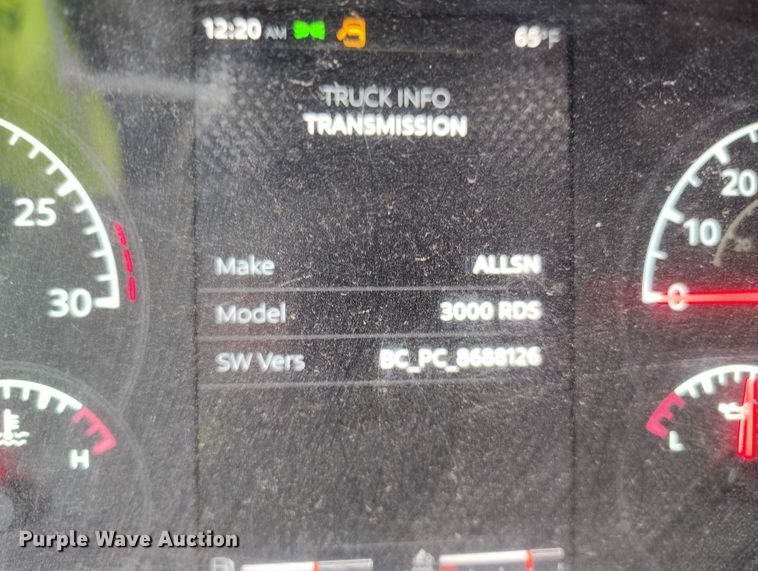 12:20 AM 65°F
TRUCK INFO
TRANSMISSION
25
30
20
10
0
Make ALLSN
Model 3000 RDS
SW Vers BC_PC_8688126
H
L
Purple Wave Auction